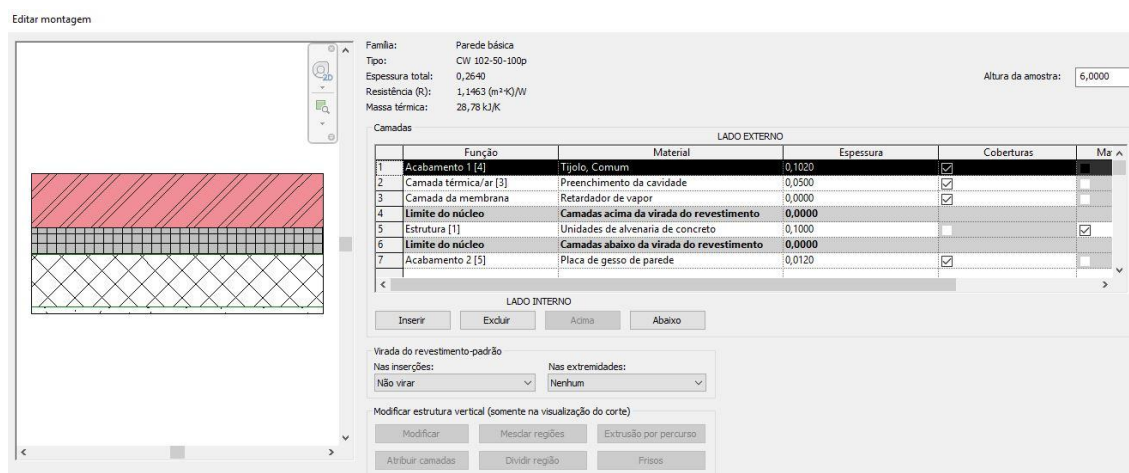 Editar montagem
2D
Família: Parede básica
Tipo: CW 102-50-100p
Espessura total: 0,2640
Altura da amostra: 6,0000
Resistência (R): 1,1463 (m²·K)/W
Massa térmica: 28,78 kJ/K
Camadas
LADO EXTERNO
Função Material Espessura Coberturas
1 Acabamento 1 [4] Tijolo, Comum 0,1020
2 Camada térmica/ar [3] Preenchimento da cavidade 0,0500
3 Camada da membrana Retardador de vapor 0,0000
4 Limite do núcleo Camadas acima da virada do revestimento 0,0000
5 Estrutura [1] Unidades de alvenaria de concreto 0,1000
6 Limite do núcleo Camadas abaixo da virada do revestimento 0,0000
7 Acabamento 2 [5] Placa de gesso de parede 0,0120
LADO INTERNO
Inserir Excluir Acima Abaixo
Virada do revestimento-padrão
Nas inserções: Nas extremidades:
Não virar Nenhum
Modificar estrutura vertical (somente na visualização do corte)
Modificar Mesclar regiões Extrusão por percurso
Atribuir camadas Dividir região Frisos